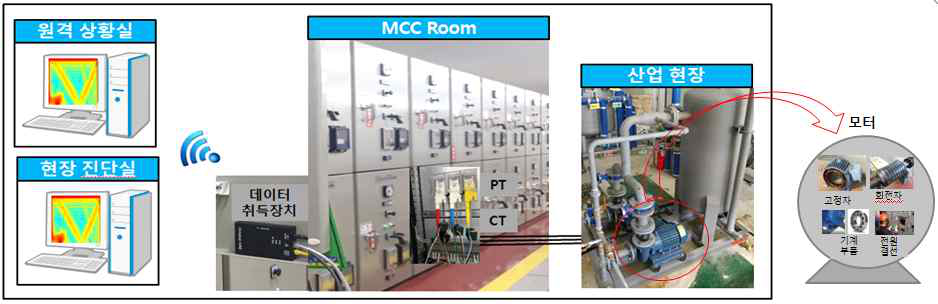 원격 상황실
MCC Room
산업 현장
모터
현장 진단실
데이터
취득장치
PT
CT
고정자
회전자
기계
부품
전원
결선